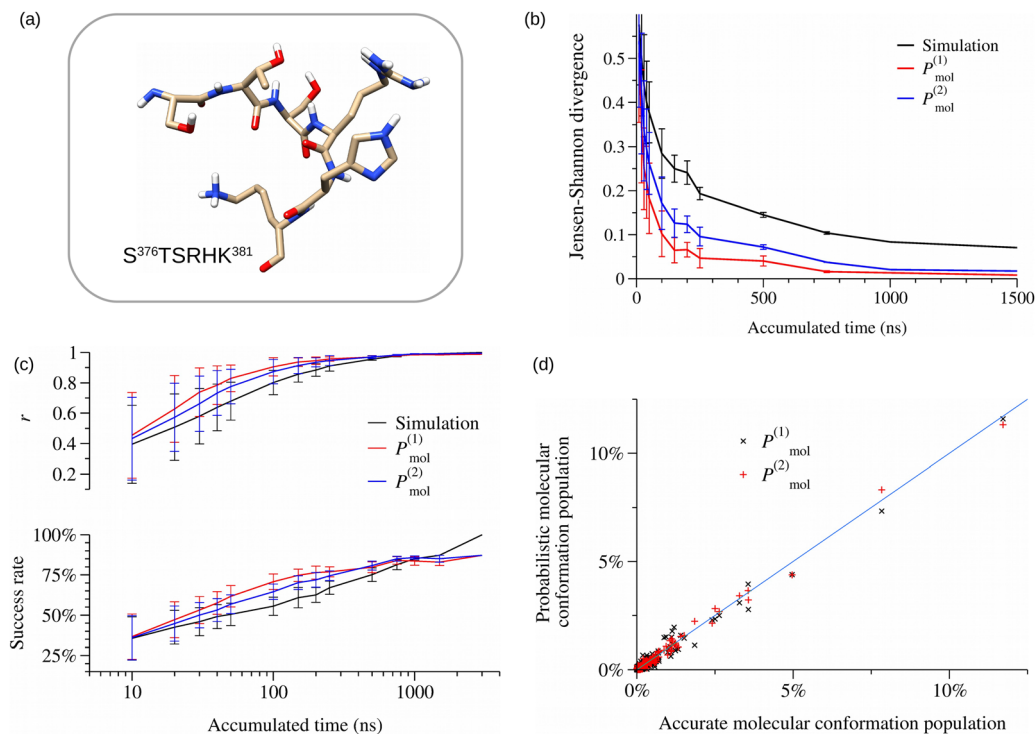 (a)
S³⁷⁶TSRHK³⁸¹
(b)
Jensen-Shannon divergence
0.5
0.4
0.3
0.2
0.1
0
Simulation
P(1)mol
P(2)mol
0 500 1000 1500
Accumulated time (ns)
(c)
r
1
0.8
0.6
0.4
0.2
Simulation
P(1)mol
P(2)mol
Success rate
100%
75%
50%
25%
10 100 1000
Accumulated time (ns)
(d)
Probabilistic molecular
conformation population
10%
5%
0%
P(1)mol
P(2)mol
0% 5% 10%
Accurate molecular conformation population